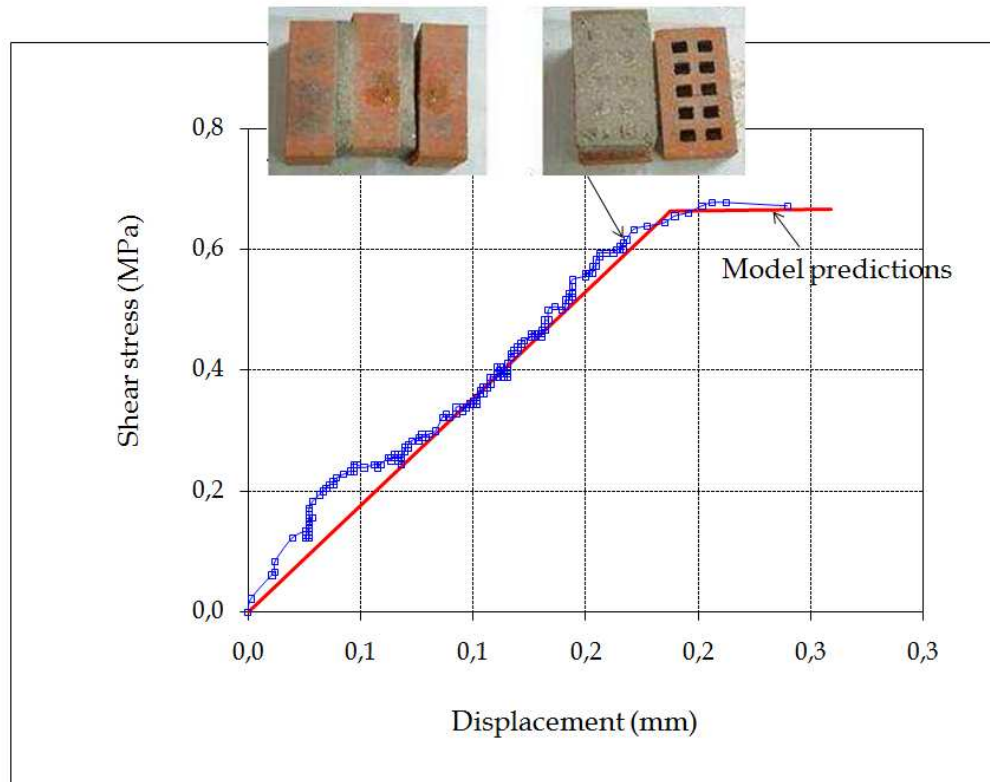 0,8
0,6
Model predictions
0,4
Shear stress (MPa)
0,2
0,0
0,0 0,1 0,1 0,2 0,2 0,3 0,3
Displacement (mm)